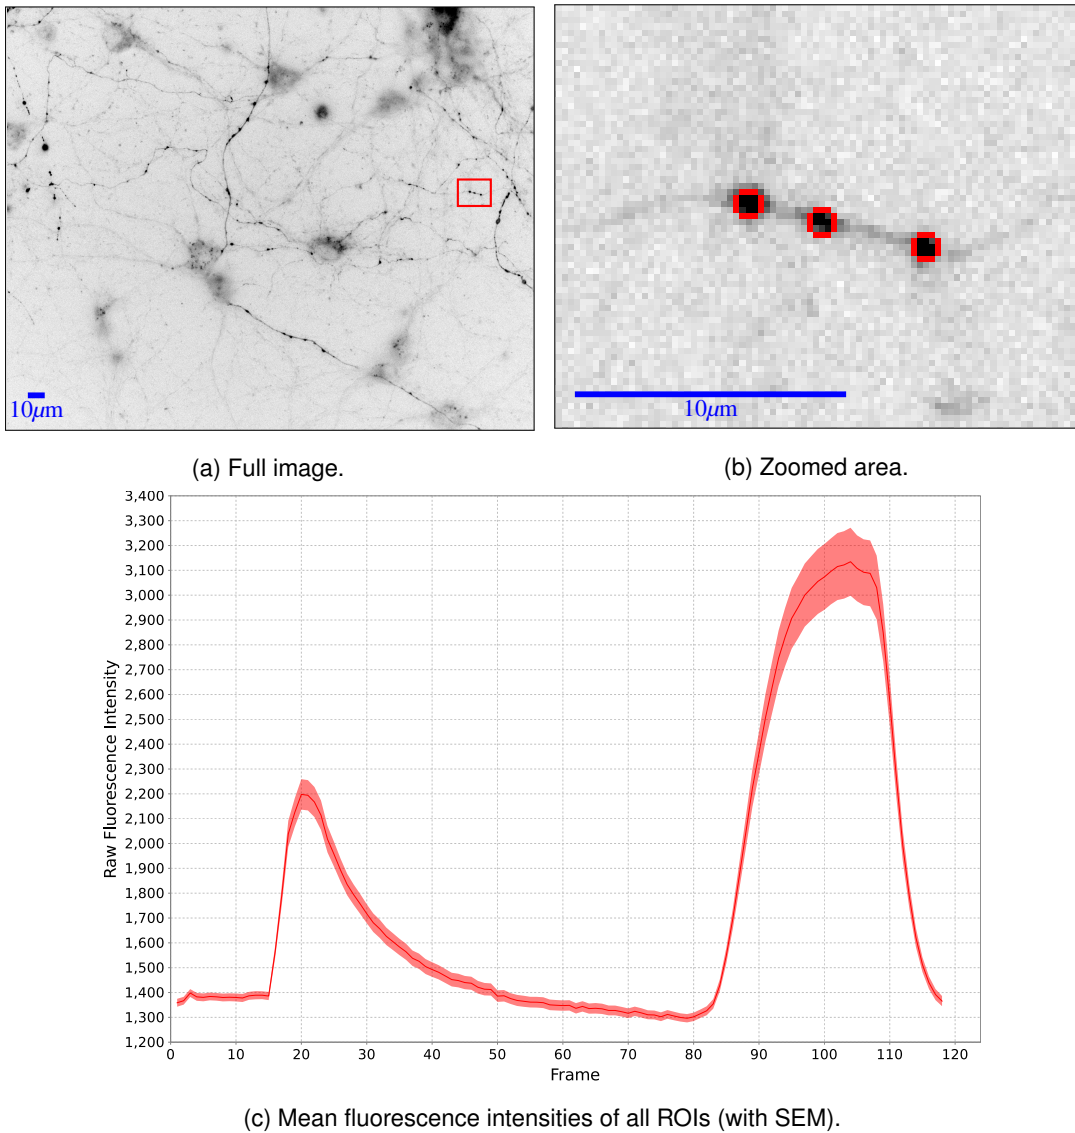 10μm
10μm
(a) Full image.
(b) Zoomed area.
3,400
3,300
3,200
3,100
3,000
2,900
2,800
2,700
2,600
2,500
2,400
2,300
2,200
2,100
2,000
1,900
1,800
1,700
1,600
1,500
1,400
1,300
1,200
Raw Fluorescence Intensity
0 10 20 30 40 50 60 70 80 90 100 110 120
Frame
(c) Mean fluorescence intensities of all ROIs (with SEM).